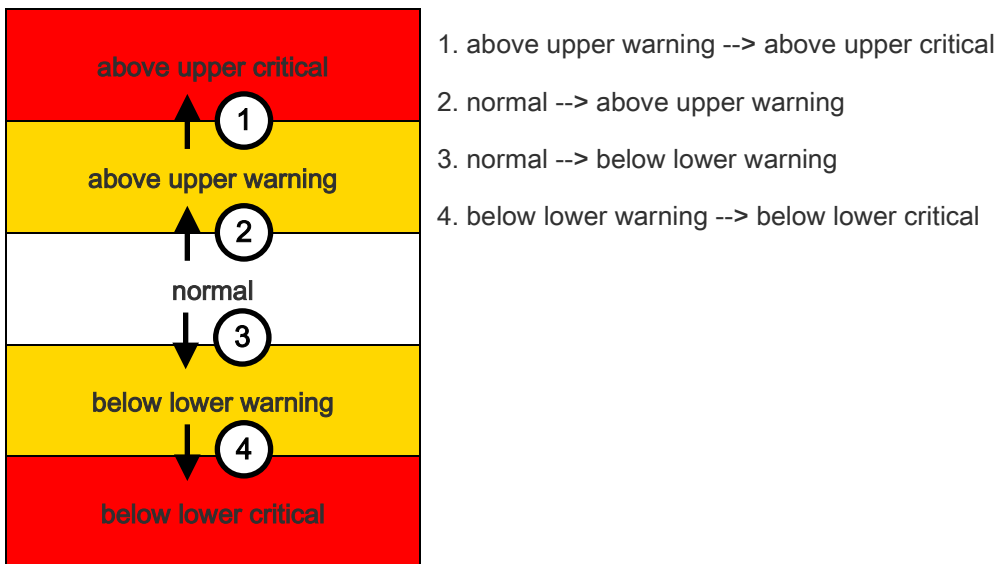 above upper critical
1
above upper warning
2
normal
3
below lower warning
4
below lower critical
1. above upper warning --> above upper critical
2. normal --> above upper warning
3. normal --> below lower warning
4. below lower warning --> below lower critical